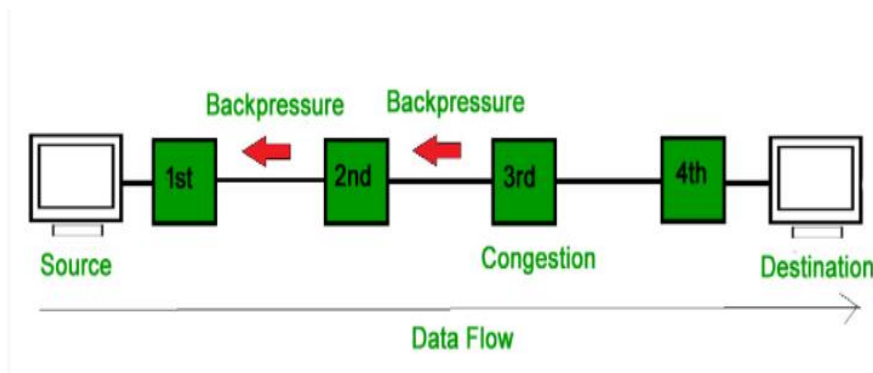 Backpressure
Backpressure
1st
2nd
3rd
4th
Source
Congestion
Destination
Data Flow